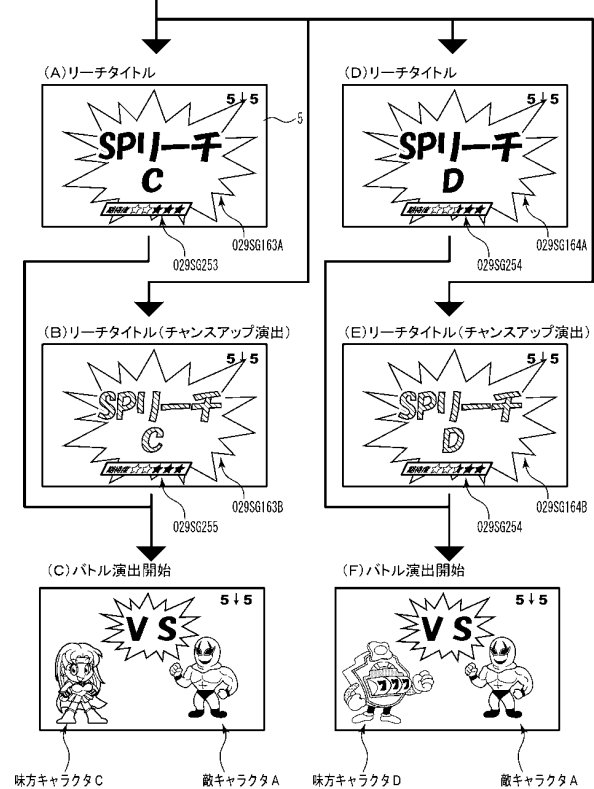 (A)リーチタイトル
5↓5
5
SPリーチ
C
期待度☆☆★★★
029SG163A
029SG253
(D)リーチタイトル
5↓5
SPリーチ
D
期待度☆☆★★★
029SG164A
029SG254
(B)リーチタイトル(チャンスアップ演出)
5↓5
SPリーチ
C
期待度☆☆★★★
029SG163B
029SG255
(E)リーチタイトル(チャンスアップ演出)
5↓5
SPリーチ
D
期待度☆☆★★★
029SG164B
029SG254
(C)バトル演出開始
5↓5
VS
味方キャラクタC
敵キャラクタA
(F)バトル演出開始
5↓5
VS
777
味方キャラクタD
敵キャラクタA